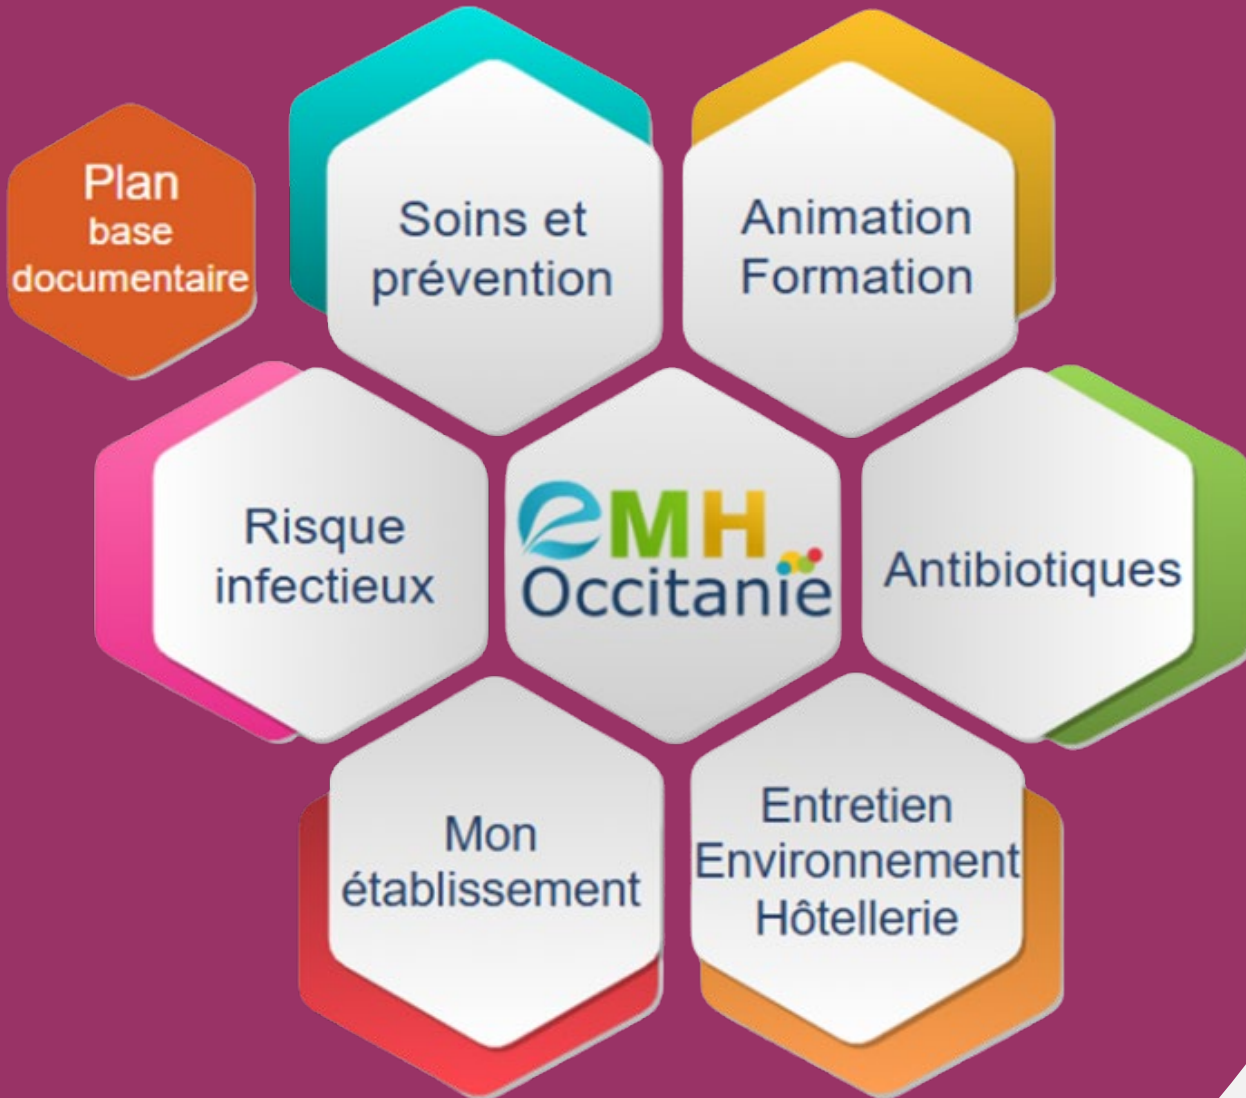 Plan
base
documentaire
Soins et
prévention
Animation
Formation
Risque
infectieux
eMH
Occitanie
Antibiotiques
Mon
établissement
Entretien
Environnement
Hôtellerie